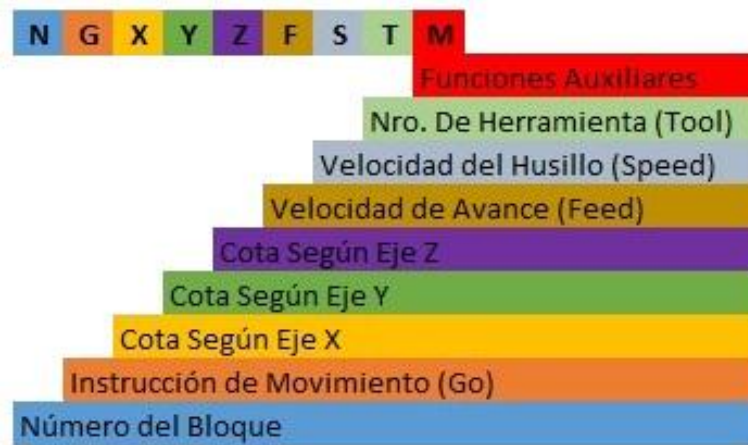 N G X Y Z F S T M
Funciones Auxiliares
Nro. De Herramienta (Tool)
Velocidad del Husillo (Speed)
Velocidad de Avance (Feed)
Cota Según Eje Z
Cota Según Eje Y
Cota Según Eje X
Instrucción de Movimiento (Go)
Número del Bloque